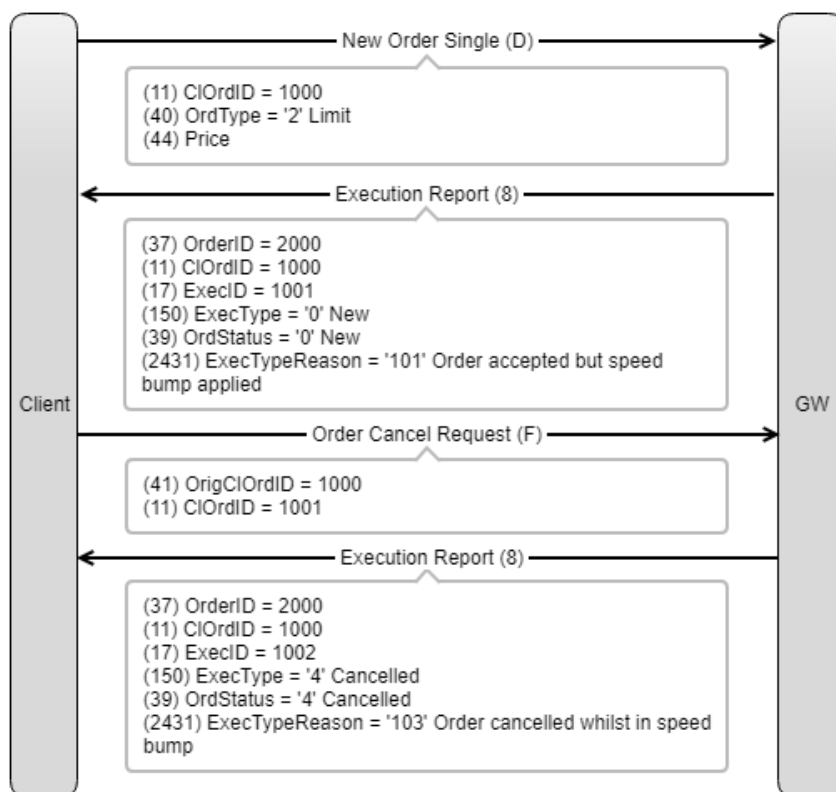 New Order Single (D)
(11) ClOrdID = 1000
(40) OrdType = '2' Limit
(44) Price
Execution Report (8)
(37) OrderID = 2000
(11) ClOrdID = 1000
(17) ExecID = 1001
(150) ExecType = '0' New
(39) OrdStatus = '0' New
(2431) ExecTypeReason = '101' Order accepted but speed
bump applied
Client
GW
Order Cancel Request (F)
(41) OrigClOrdID = 1000
(11) ClOrdID = 1001
Execution Report (8)
(37) OrderID = 2000
(11) ClOrdID = 1000
(17) ExecID = 1002
(150) ExecType = '4' Cancelled
(39) OrdStatus = '4' Cancelled
(2431) ExecTypeReason = '103' Order cancelled whilst in speed
bump